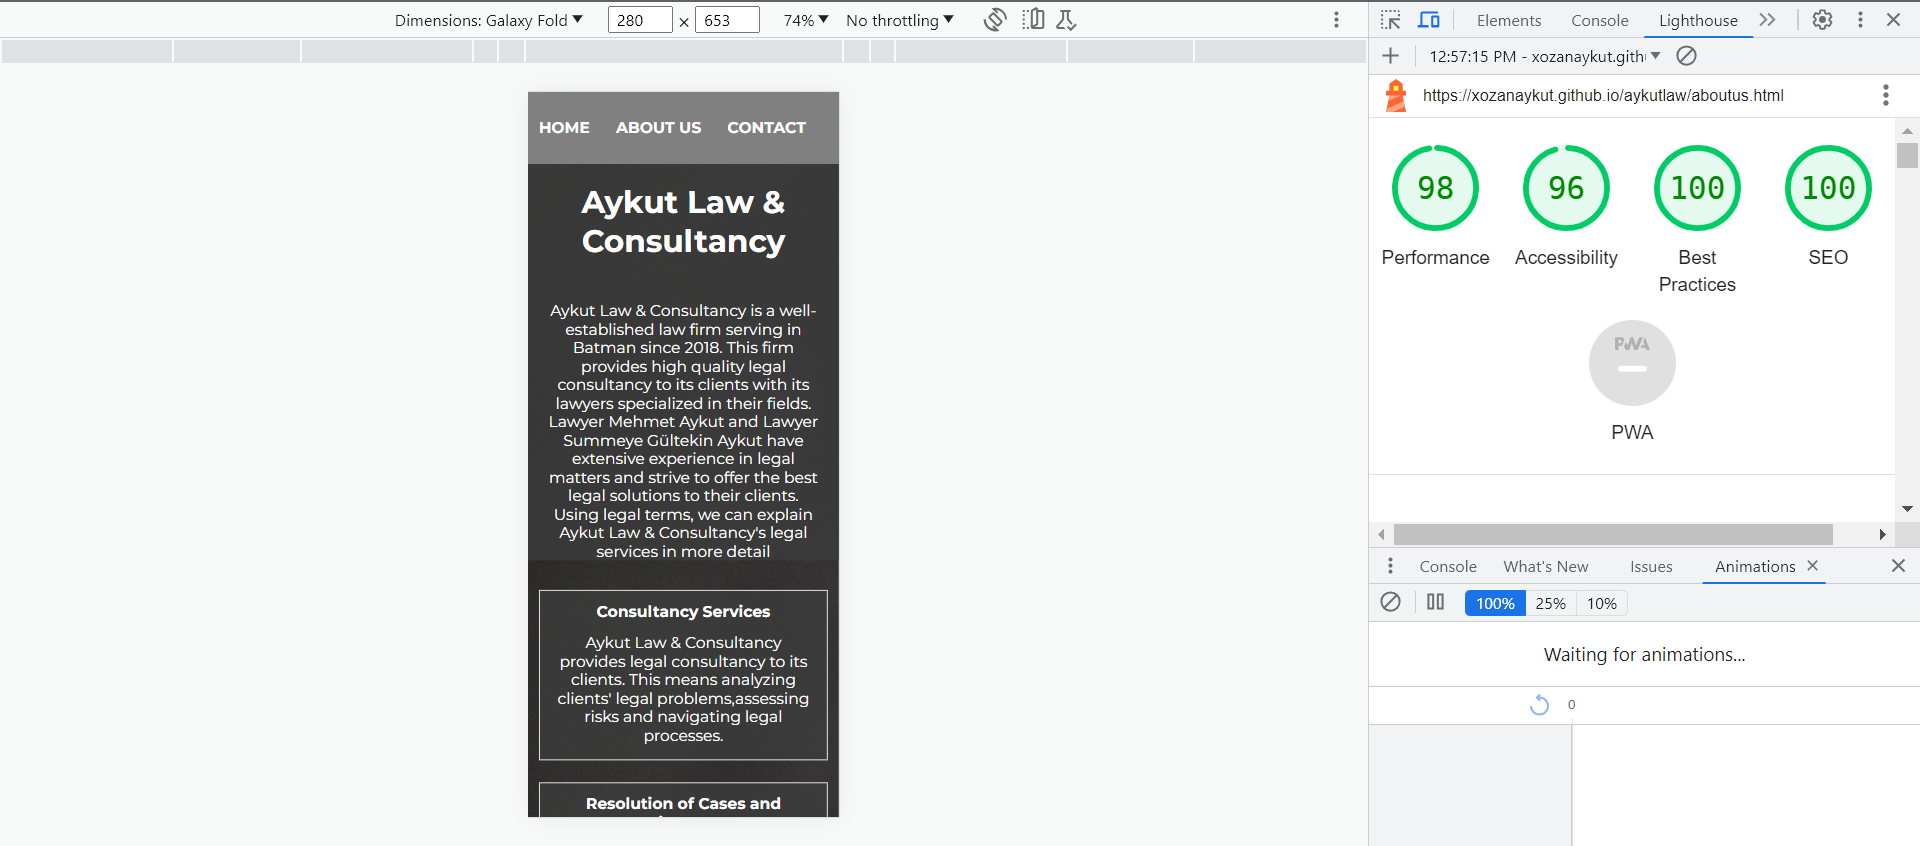 Dimensions: Galaxy Fold ▼ 280 × 653 74% ▼ No throttling ▼
Elements Console Lighthouse
12:57:15 PM - xozanaykut.gith
https://xozanaykut.github.io/aykutlaw/aboutus.html
98 96 100 100
Performance Accessibility Best
Practices SEO
PWA
PWA
HOME ABOUT US CONTACT
Aykut Law &
Consultancy
Aykut Law & Consultancy is a well-
established law firm serving in
Batman since 2018. This firm
provides high quality legal
consultancy to its clients with its
lawyers specialized in their fields.
Lawyer Mehmet Aykut and Lawyer
Summeye Gültekin Aykut have
extensive experience in legal
matters and strive to offer the best
legal solutions to their clients.
Using legal terms, we can explain
Aykut Law & Consultancy's legal
services in more detail
Consultancy Services
Aykut Law & Consultancy
provides legal consultancy to its
clients. This means analyzing
clients' legal problems,assessing
risks and navigating legal
processes.
Resolution of Cases and
Console What's New Issues Animations
100% 25% 10%
Waiting for animations...
0